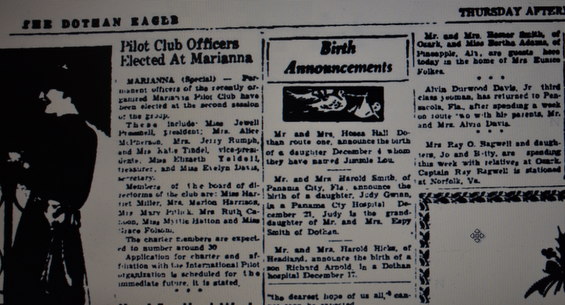 THE DOTHAN EAGLE
THURSDAY AFTER
Pilot Club Officers
Elected At Marianna
MARIANNA (Special) — Per-
manent officers of the recently or-
ganized Marianna Pilot Club have
been elected at the second session
of the group.
These include: Miss Jewell
president; Mrs. Alice
Mrs. Jerry Rumph,
and Miss Katie Tindel, vice-presi-
dents, Miss Elizabeth Yeldell,
treasurer, and Miss Evelyn Davis,
secretary.
Members of the board of di-
rectors of the club are: Miss Har-
riet Miller, Mrs. Marion Harrison,
Miss Mary Mrs. Ruth Ca-
Miss Myrtle Hatton and Miss
Grace Folsom.
The charter members are expect-
ed to number around 30
Application for charter and af-
filiation with the International Pilot
organization is scheduled for the
immediate future, it is stated.
Birth
Announcements
Mr. and Mrs. Hosea Hall Do-
than route one, announce the birth
of a daughter December 4 whom
they have named Jimmie Lou.
Mr. and Mrs. Harold Smith, of
Panama City, Fla., announce the
birth of a daughter, Judy Gwnan,
in a Panama City Hospital De-
cember 21, Judy is the grand-
daughter of Mr. and Mrs.
Smith of Dothan.
Mr. and Mrs. Harold Hicks, of
Headland, announce the birth of a
son Richard Arnold, in a Dothan
hospital December 17.
"the dearest hope of us all," can-
Mr. and Mrs. Homer Smith, of
Ozark, and Miss Bertha Adams, of
Pineapple, Ala., are guests here
today in the home of Mrs. Eunice
Folkes.
Alvin Durwood Davis, Jr. third
class yeoman, has returned to Pen-
sacola, Fla., after spending a week
on route two with his parents, Mr.
and Mrs. Alvin Davis.
Mrs. Ray O. Bagwell and daugh-
ters, Jo and Betty, are spending
this week with relatives at Ozark.
Captain Ray Bagwell is stationed
at Norfolk, Va.